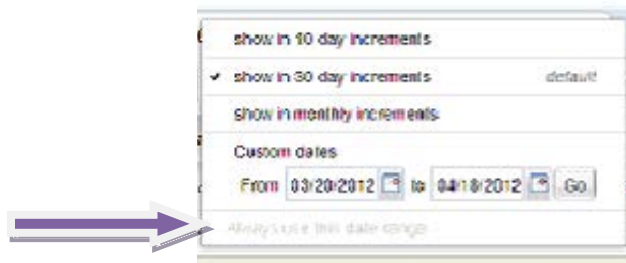 show in 10 day increments
✔ show in 30 day increments default
show in monthly increments
Custom dates
From 03/20/2012 to 04/18/2012 Go
Always use this date range